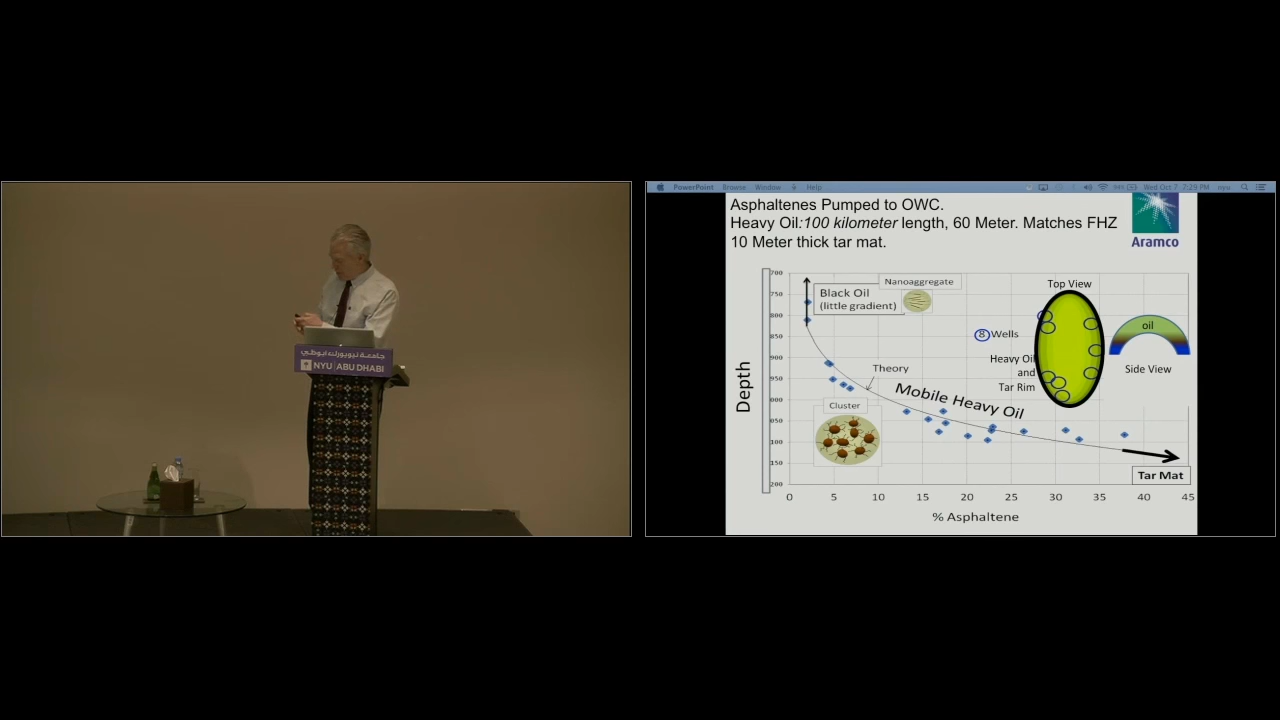 جامعة نيويورك أبوظبي
NYU | ABU DHABI
PowerPoint Browse Window Help
Wed Oct 7 7:29 PM nyu
Asphaltenes Pumped to OWC.
Heavy Oil:100 kilometer length, 60 Meter. Matches FHZ
10 Meter thick tar mat.
Aramco
Nanoaggregate
Black Oil
(little gradient)
Top View
8 Wells
oil
Heavy Oil
and
Tar Rim
Side View
Theory
Mobile Heavy Oil
Cluster
Tar Mat
Depth
700
750
800
850
900
950
000
050
100
150
200
0 5 10 15 20 25 30 35 40 45
% Asphaltene